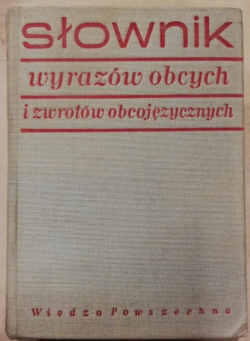 słownik
wyrazów obcych
i zwrotów obcojęzycznych
Wiedza Powszechna